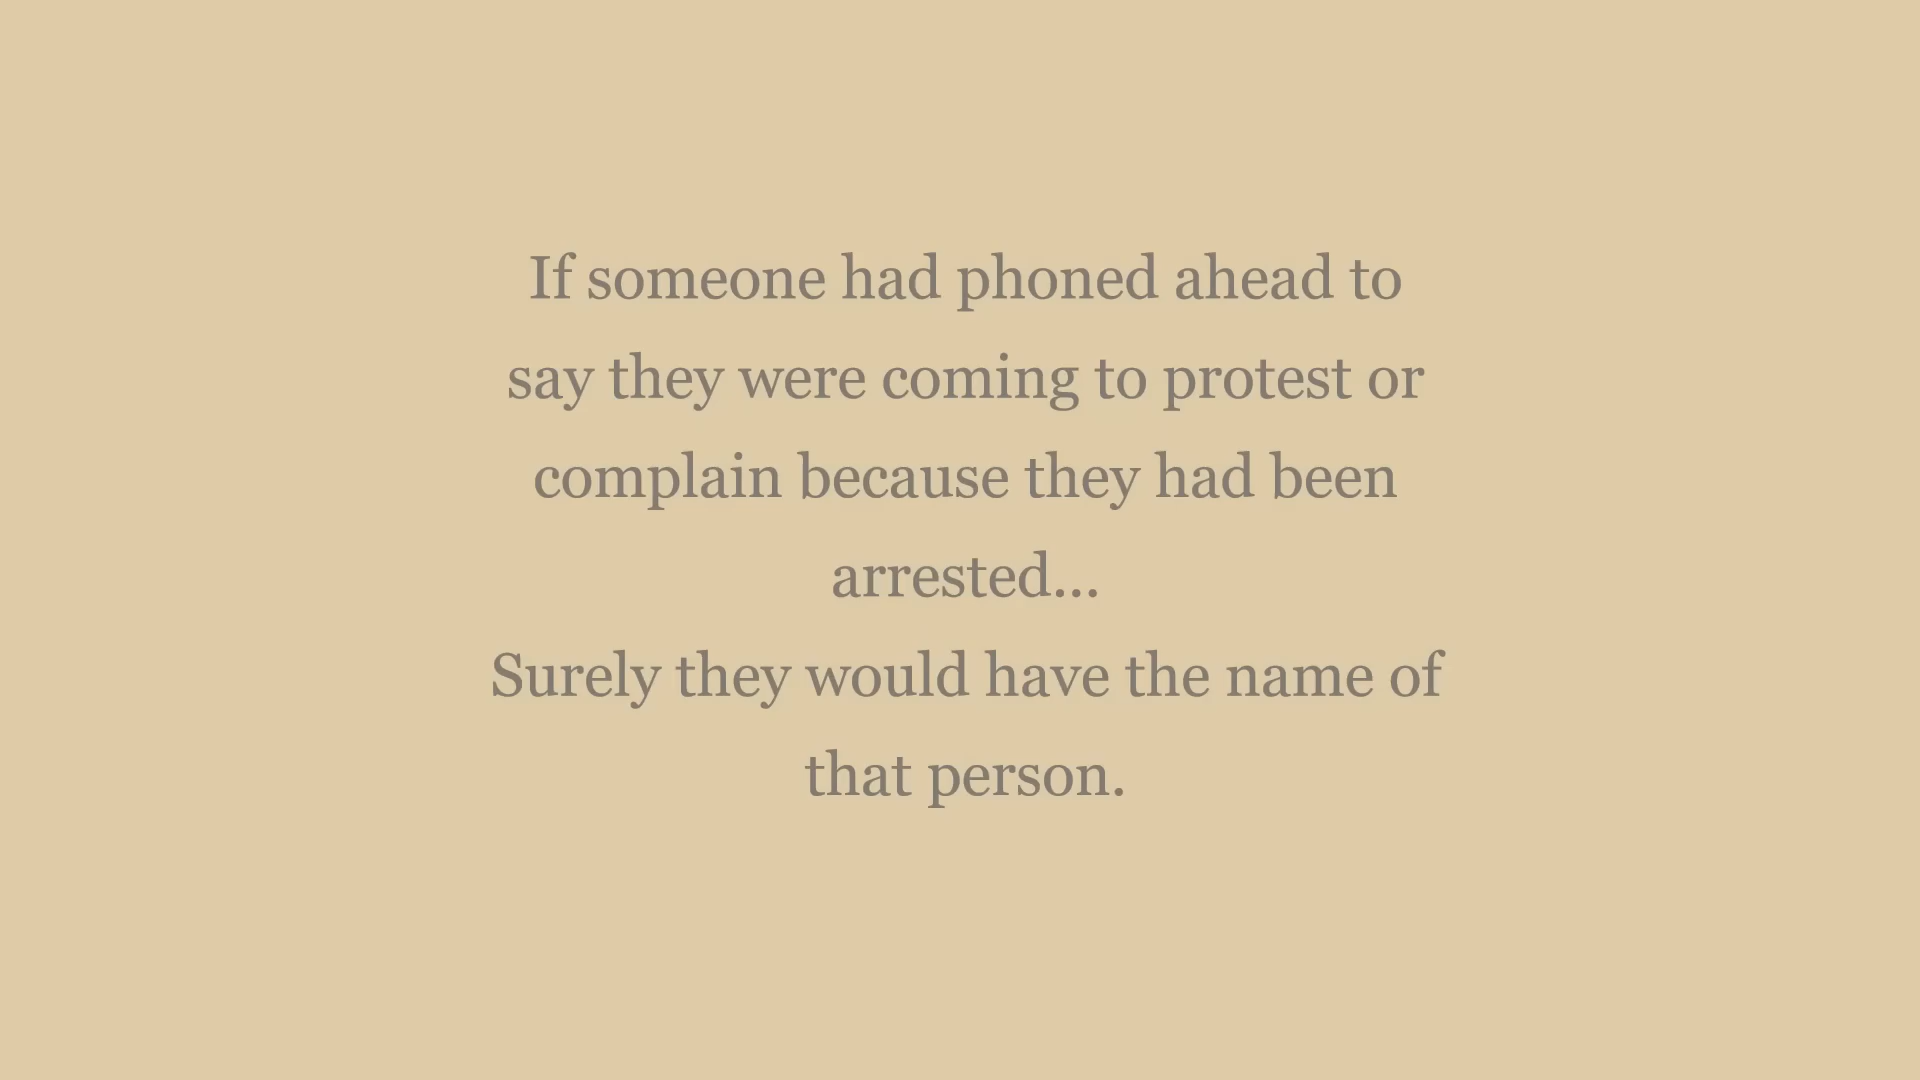 If someone had phoned ahead to
say they were coming to protest or
complain because they had been
arrested...
Surely they would have the name of
that person.